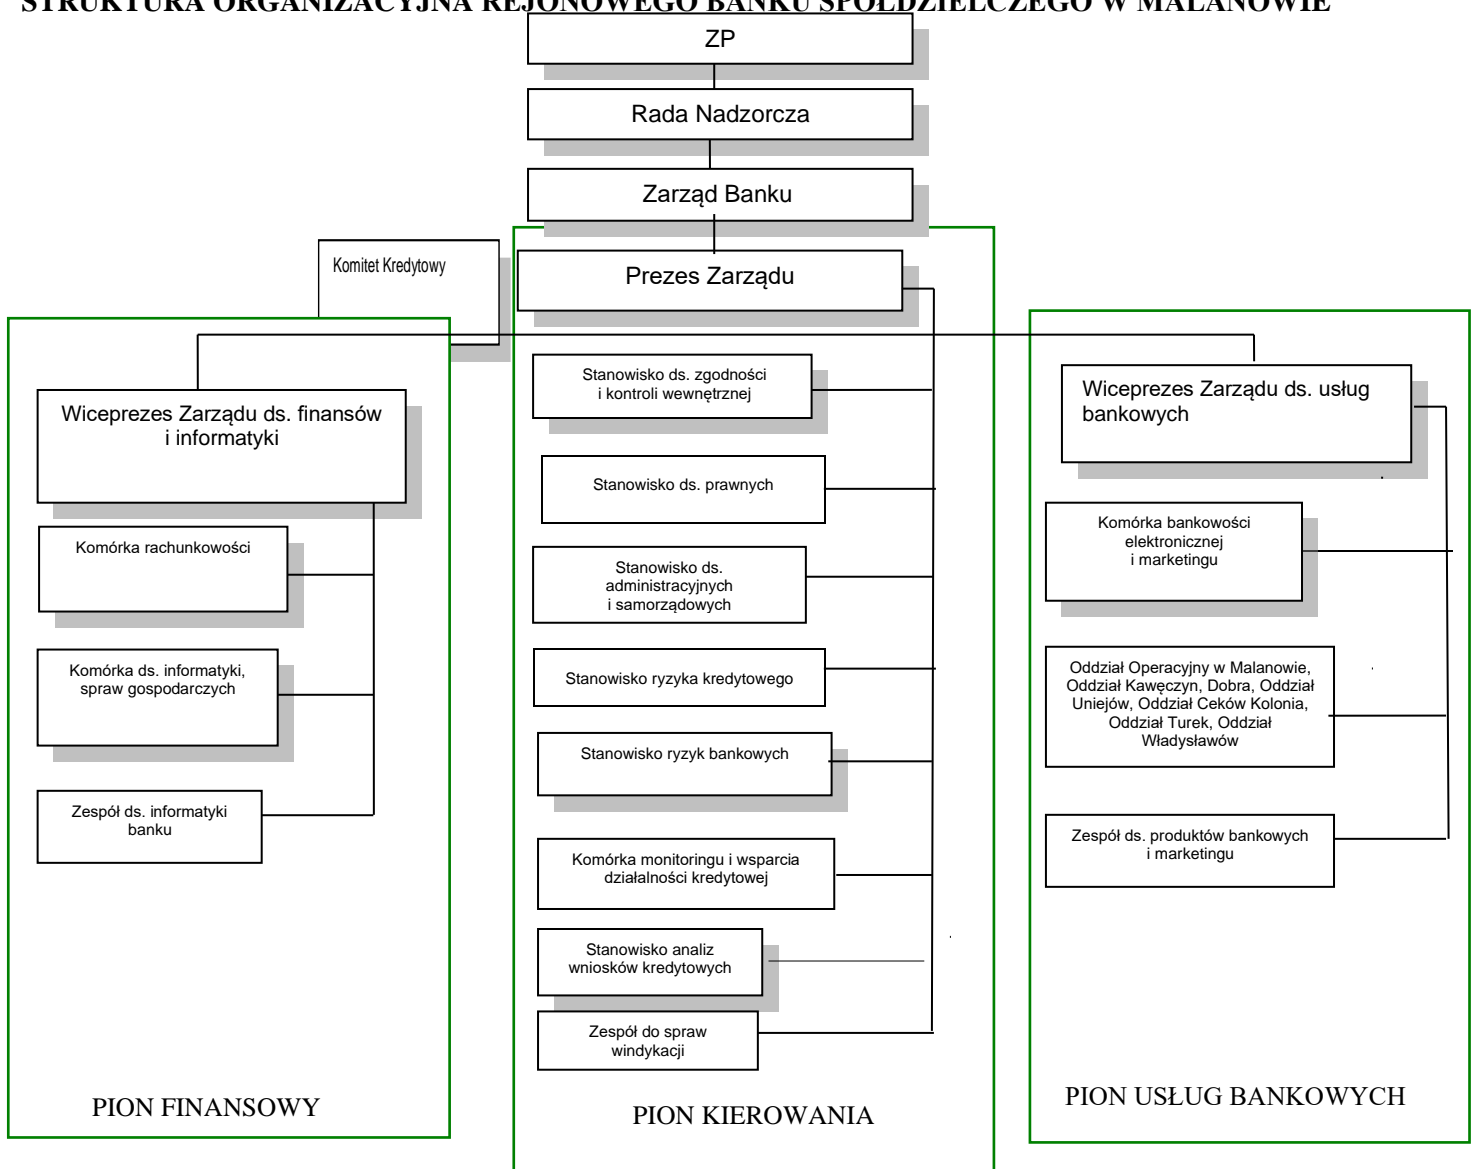 STRUKTURA ORGANIZACYJNA REJONOWEGO BANKU SPÓŁDZIELCZEGO W MALANOWIE
ZP
Rada Nadzorcza
Zarząd Banku
Komitet Kredytowy
Prezes Zarządu
Wiceprezes Zarządu ds. finansów
i informatyki
Komórka rachunkowości
Komórka ds. informatyki,
spraw gospodarczych
Zespół ds. informatyki
banku
PION FINANSOWY
Stanowisko ds. zgodności
i kontroli wewnętrznej
Stanowisko ds. prawnych
Stanowisko ds.
administracyjnych
i samorządowych
Stanowisko ryzyka kredytowego
Stanowisko ryzyk bankowych
Komórka monitoringu i wsparcia
działalności kredytowej
Stanowisko analiz
wniosków kredytowych
Zespół do spraw
windykacji
PION KIEROWANIA
Wiceprezes Zarządu ds. usług
bankowych
Komórka bankowości
elektronicznej
i marketingu
Oddział Operacyjny w Malanowie,
Oddział Kawęczyn, Dobra, Oddział
Uniejów, Oddział Ceków Kolonia,
Oddział Turek, Oddział
Władysławów
Zespół ds. produktów bankowych
i marketingu
PION USŁUG BANKOWYCH